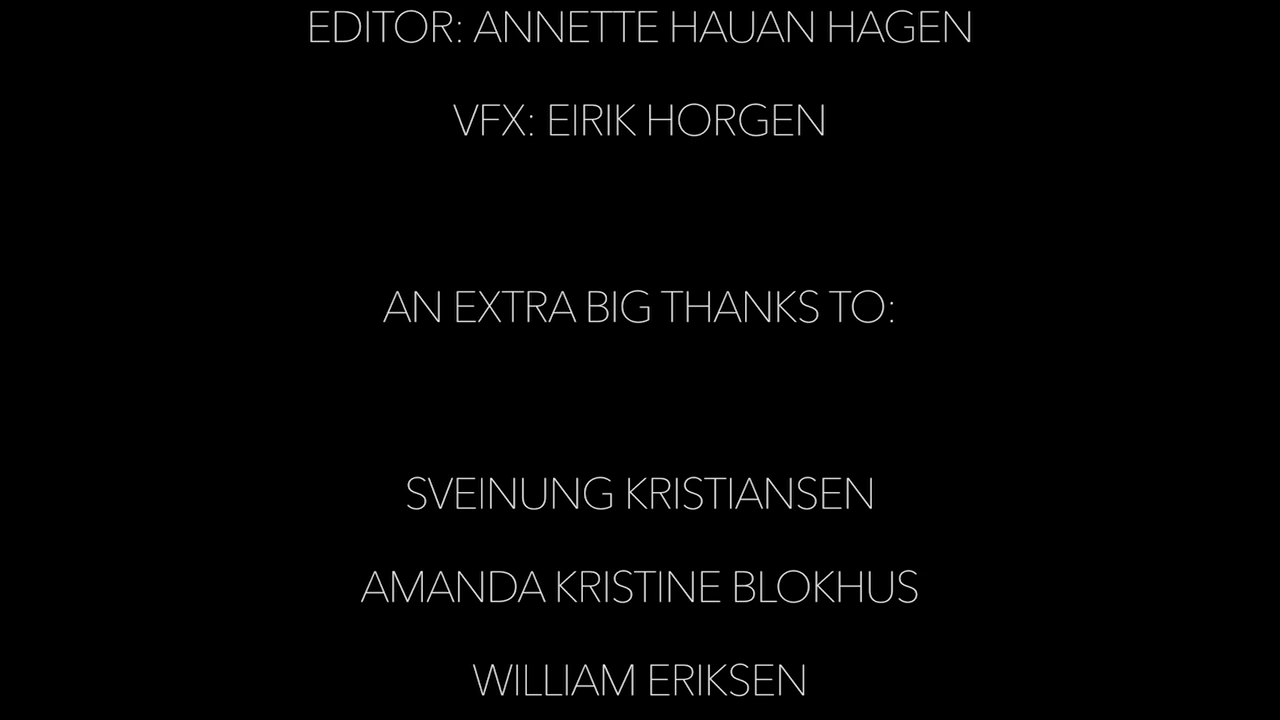 EDITOR: ANNETTE HAUAN HAGEN
VFX: EIRIK HORGEN
AN EXTRA BIG THANKS TO:
SVEINUNG KRISTIANSEN
AMANDA KRISTINE BLOKHUS
WILLIAM ERIKSEN